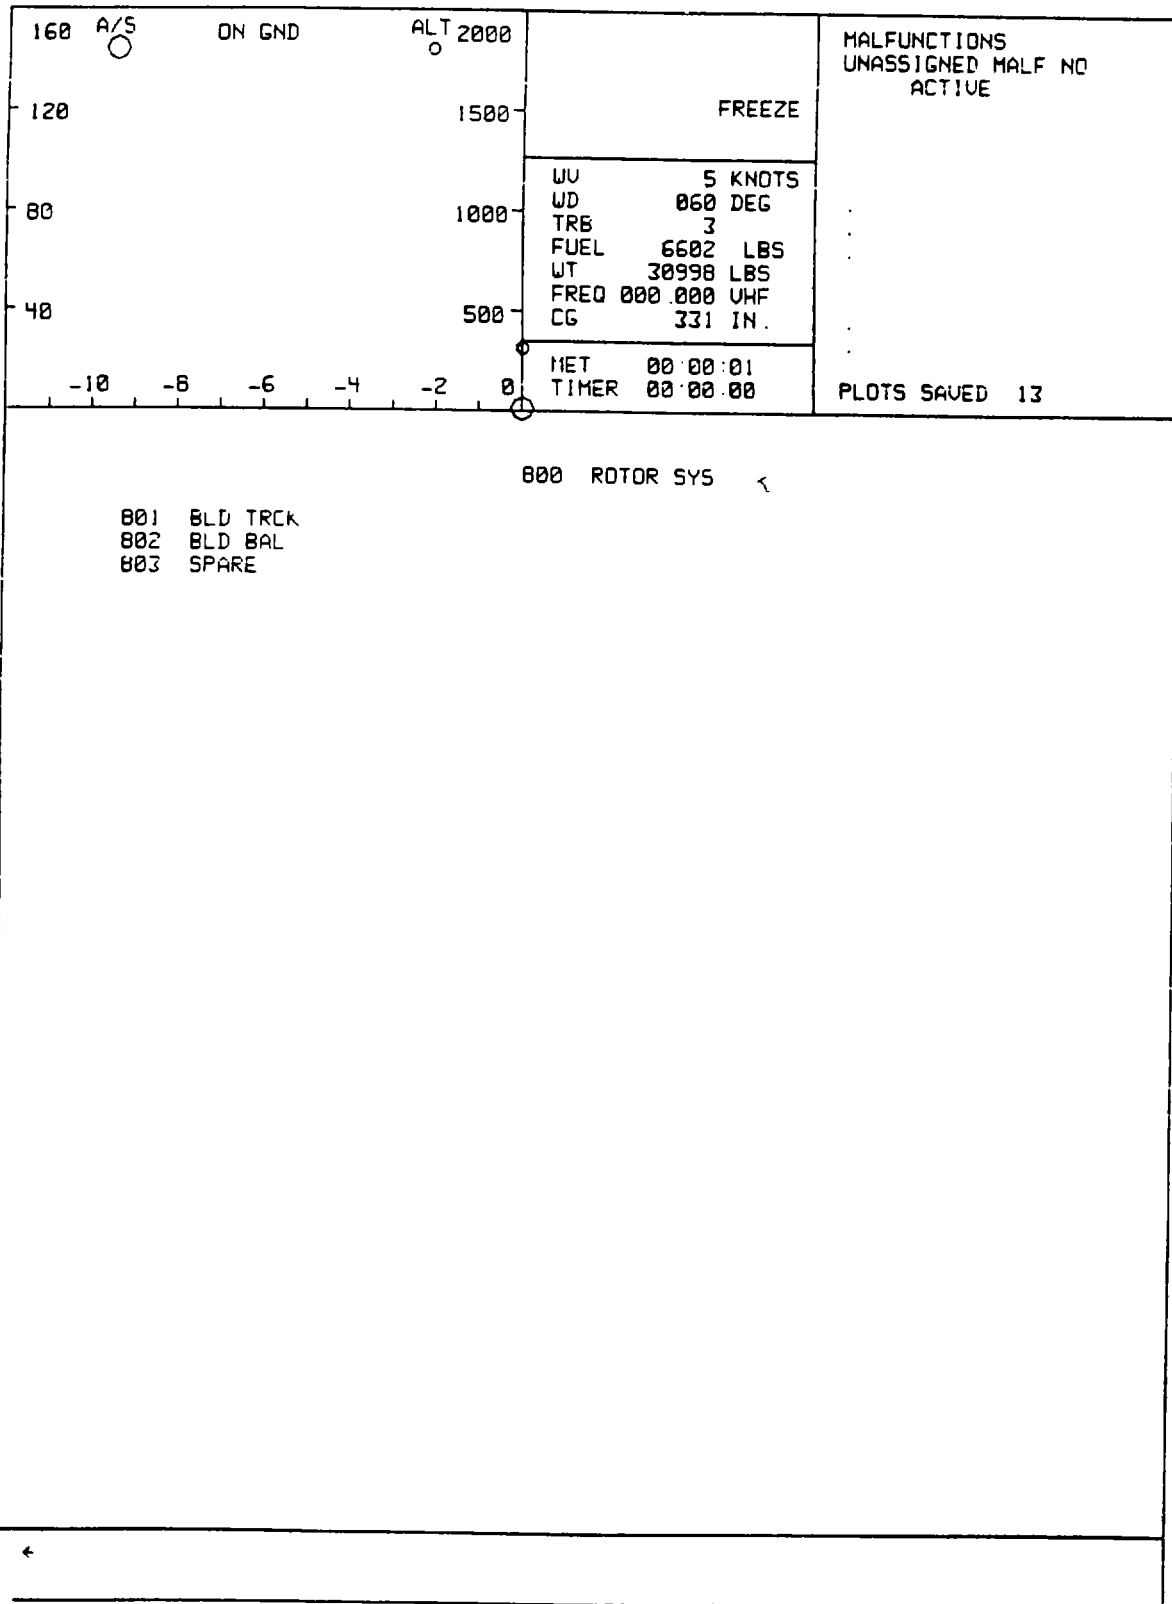 160 A/S ON GND ALT 2000
120 1500
80 1000
40 500
-10 -8 -6 -4 -2 0
FREEZE
WV 5 KNOTS
WD 060 DEG
TRB 3
FUEL 6602 LBS
WT 30998 LBS
FREQ 000.000 VHF
CG 331 IN.
MET 00:00:01
TIMER 00:00:00
MALFUNCTIONS
UNASSIGNED MALF NO
ACTIVE
PLOTS SAVED 13
800 ROTOR SYS
801 BLD TRCK
802 BLD BAL
803 SPARE